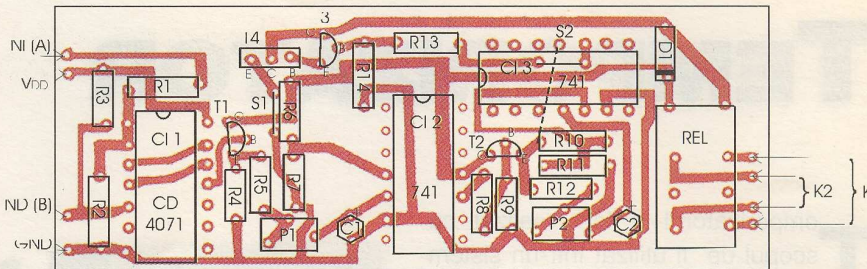 3
NI (A)
I4
R13
S2
VDD
E C B
C
B
E
D1
R3
R1
R14
CI 3
741
T1
S1
R6
CI 1
C
B
E
CI 2
T2
B
C
E
R10
REL
R11
CD
4071
R4
R5
R7
741
R8
R9
R12
K2
K
ND (B)
R2
P1
C1
P2
C2
GND